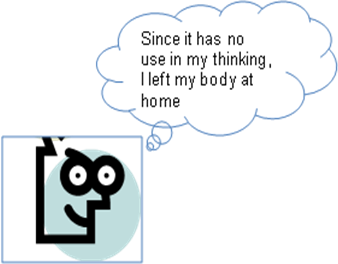 Since it has no
use in my thinking,
I left my body at
home